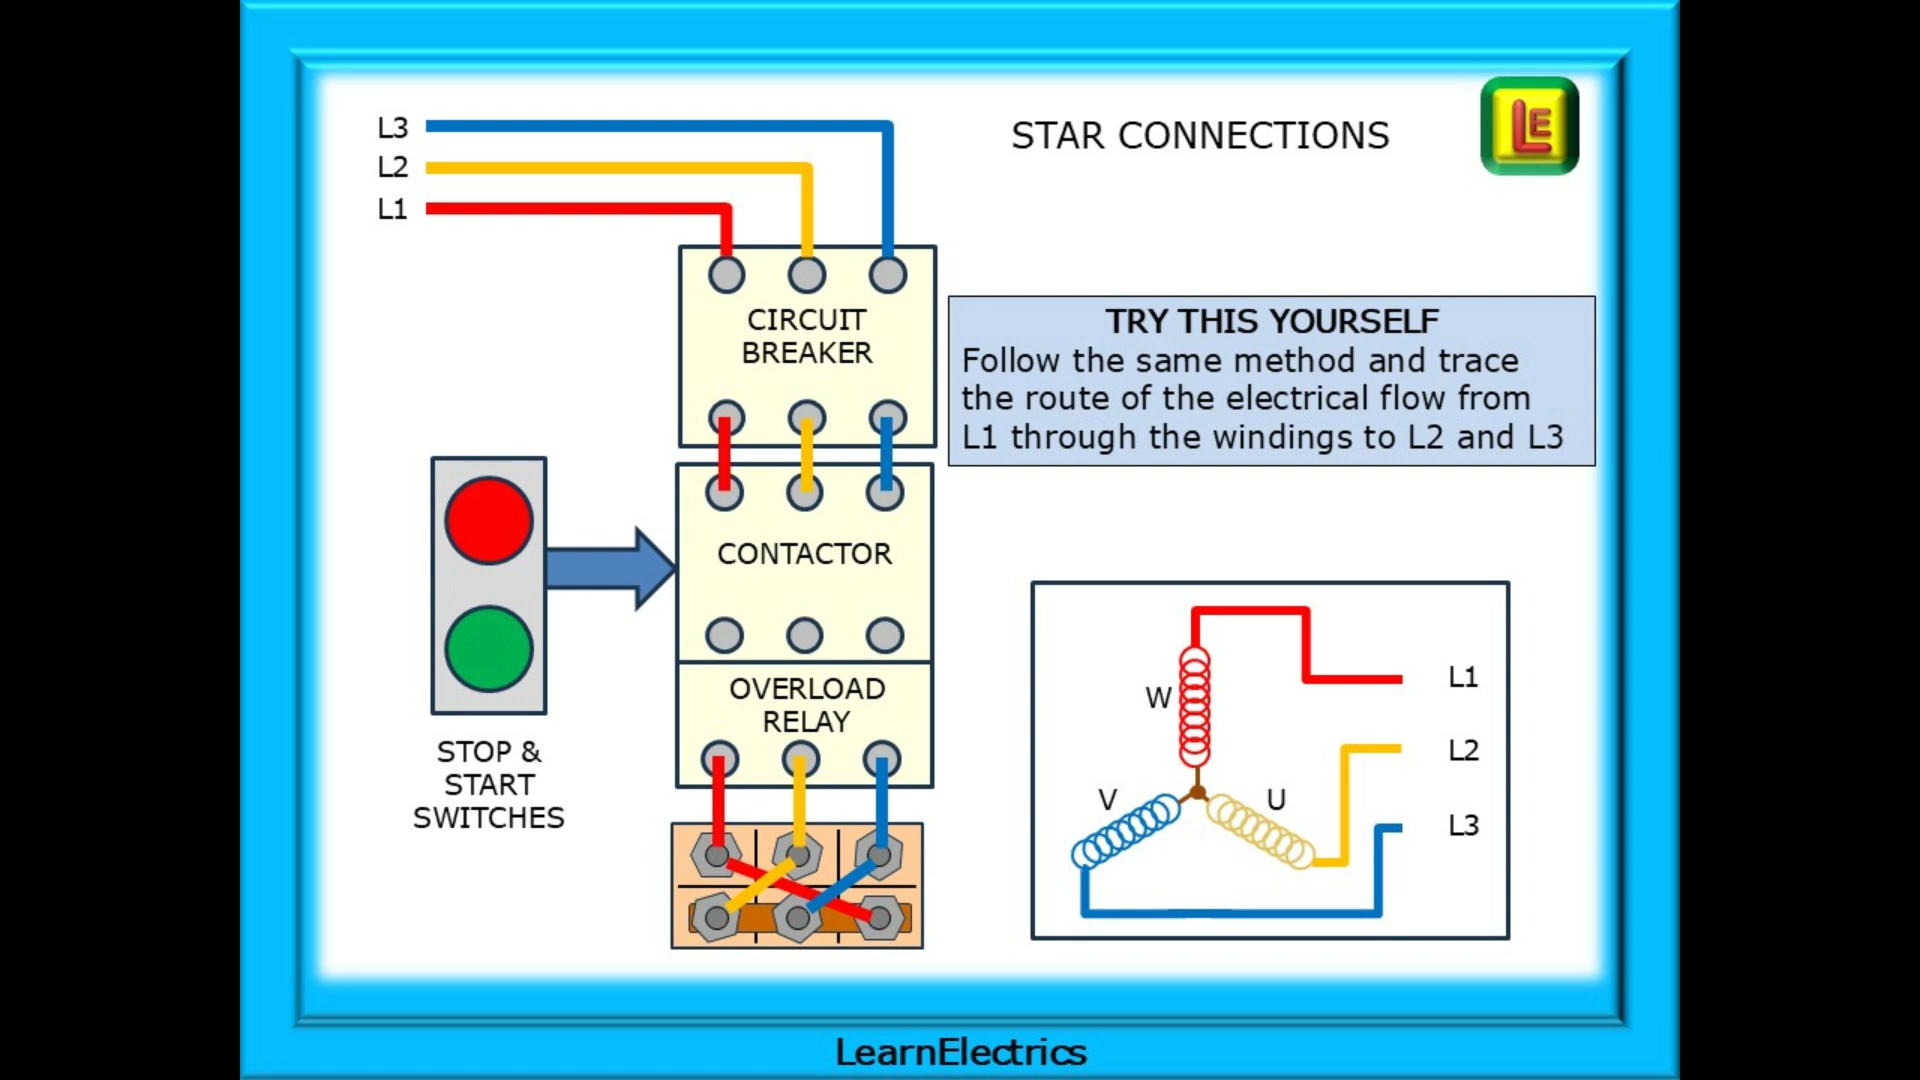 L3
L2
L1
STAR CONNECTIONS
LE
CIRCUIT
BREAKER
TRY THIS YOURSELF
Follow the same method and trace
the route of the electrical flow from
L1 through the windings to L2 and L3
CONTACTOR
OVERLOAD
RELAY
STOP &
START
SWITCHES
W
L1
L2
V
U
L3
LearnElectrics